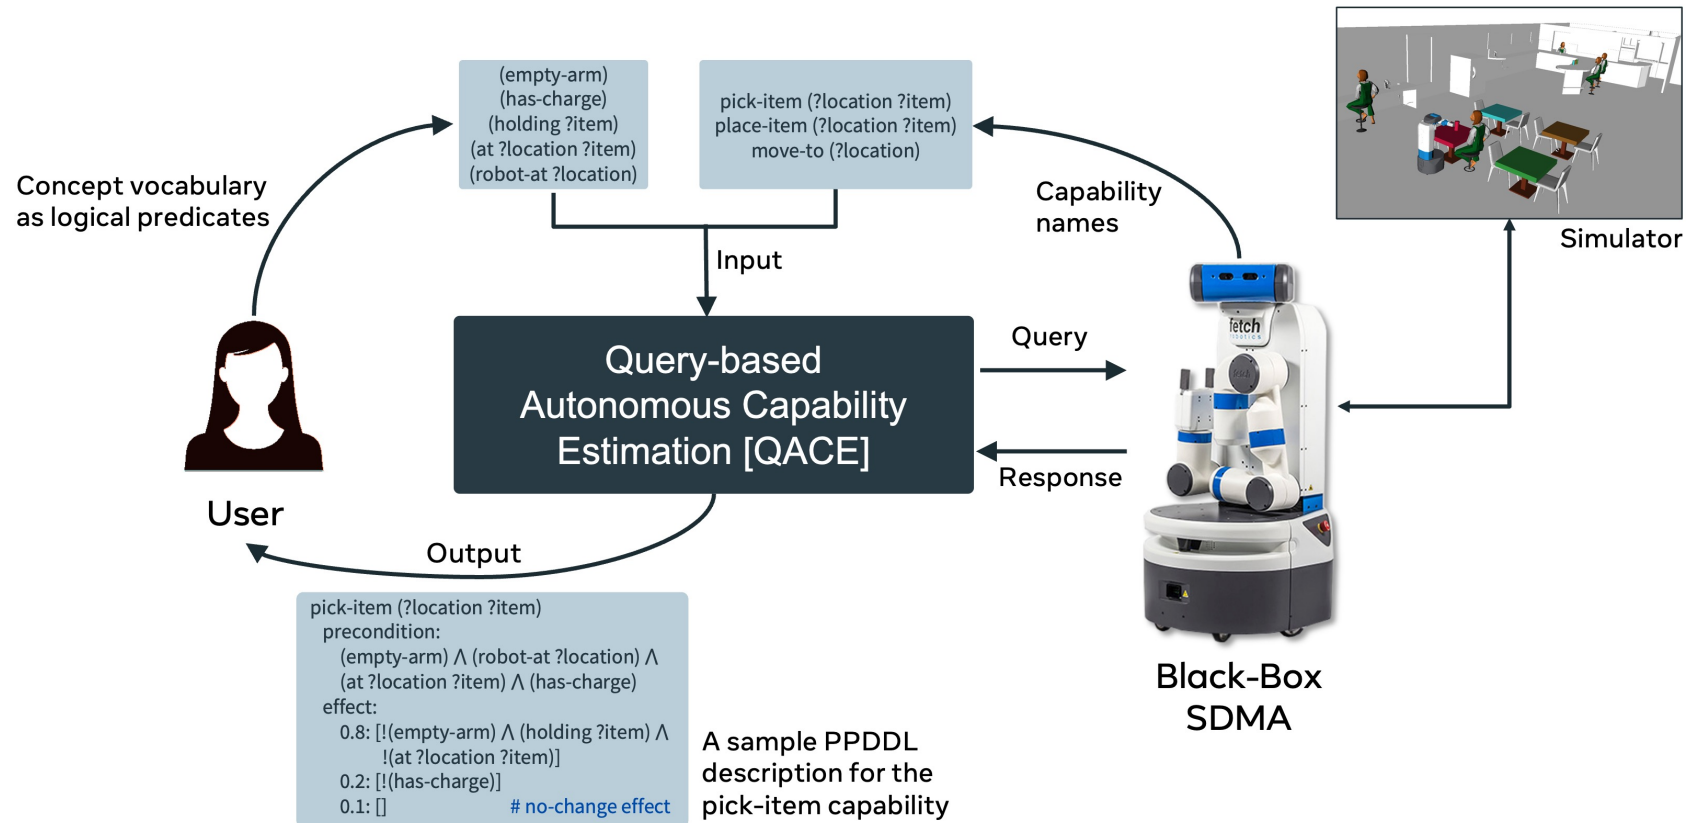 (empty-arm)
(has-charge)
(holding ?item)
(at ?location ?item)
(robot-at ?location)
pick-item (?location ?item)
place-item (?location ?item)
move-to (?location)
Concept vocabulary
as logical predicates
Capability
names
Simulator
Input
Query-based
Autonomous Capability
Estimation [QACE]
Query
Response
fetch
robotics
User
Output
pick-item (?location ?item)
precondition:
(empty-arm) ⋀ (robot-at ?location) ⋀
(at ?location ?item) ⋀ (has-charge)
effect:
0.8: [!(empty-arm) ⋀ (holding ?item) ⋀
!(at ?location ?item)]
0.2: [!(has-charge)]
0.1: [] # no-change effect
A sample PPDDL
description for the
pick-item capability
Black-Box
SDMA